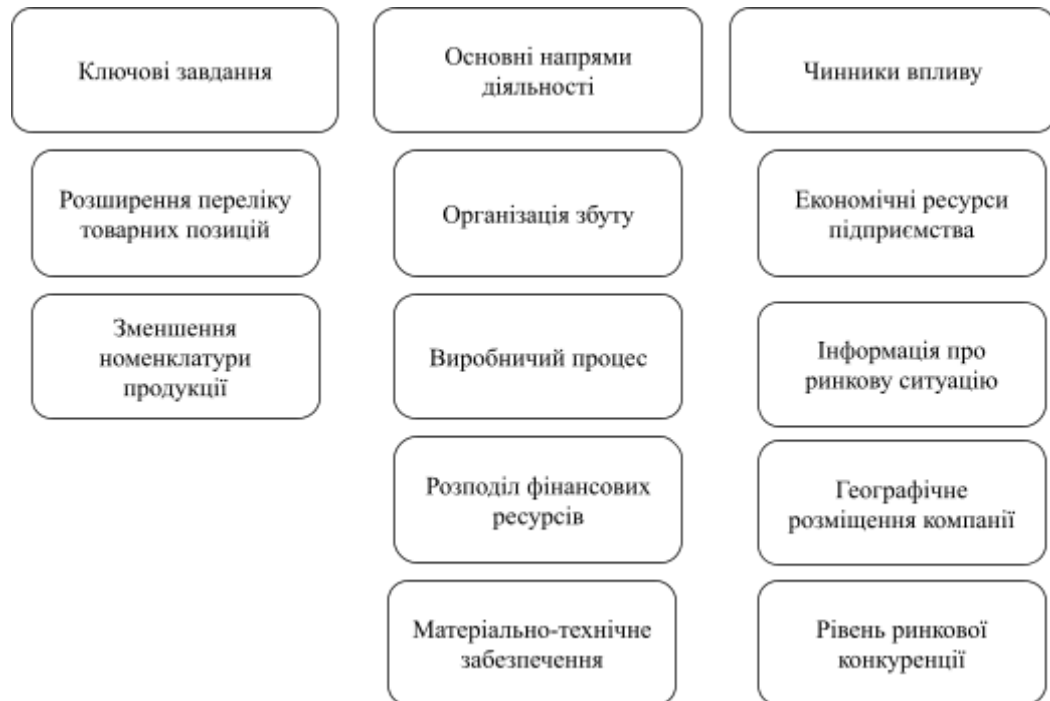 Ключові завдання
Основні напрями
діяльності
Чинники впливу
Розширення переліку
товарних позицій
Організація збуту
Економічні ресурси
підприємства
Зменшення
номенклатури
продукції
Виробничий процес
Інформація про
ринкову ситуацію
Розподіл фінансових
ресурсів
Географічне
розміщення компанії
Матеріально-технічне
забезпечення
Рівень ринкової
конкуренції